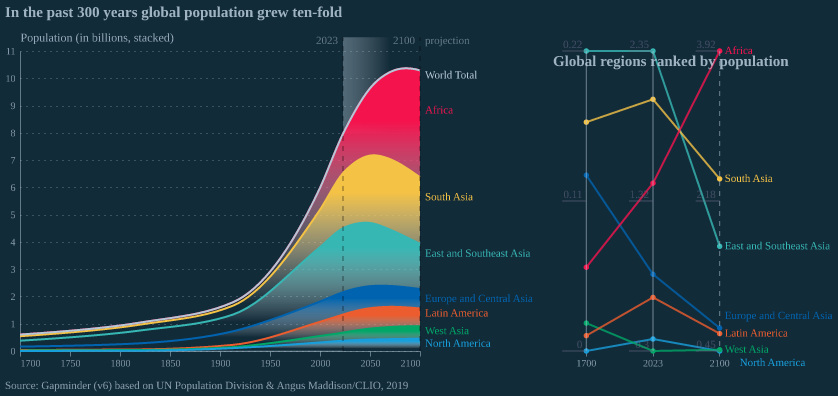 In the past 300 years global population grew ten-fold
Population (in billions, stacked)
2023
2100
projection
11
10
9
8
7
6
5
4
3
2
1
0
World Total
Africa
South Asia
East and Southeast Asia
Europe and Central Asia
Latin America
West Asia
North America
1700
1750
1800
1850
1900
1950
2000
2050
2100
Global regions ranked by population
0.22
2.35
3.92
0.11
0.45
Africa
South Asia
East and Southeast Asia
Europe and Central Asia
Latin America
West Asia
North America
1700
2023
2100
Source: Gapminder (v6) based on UN Population Division & Angus Maddison/CLIO, 2019